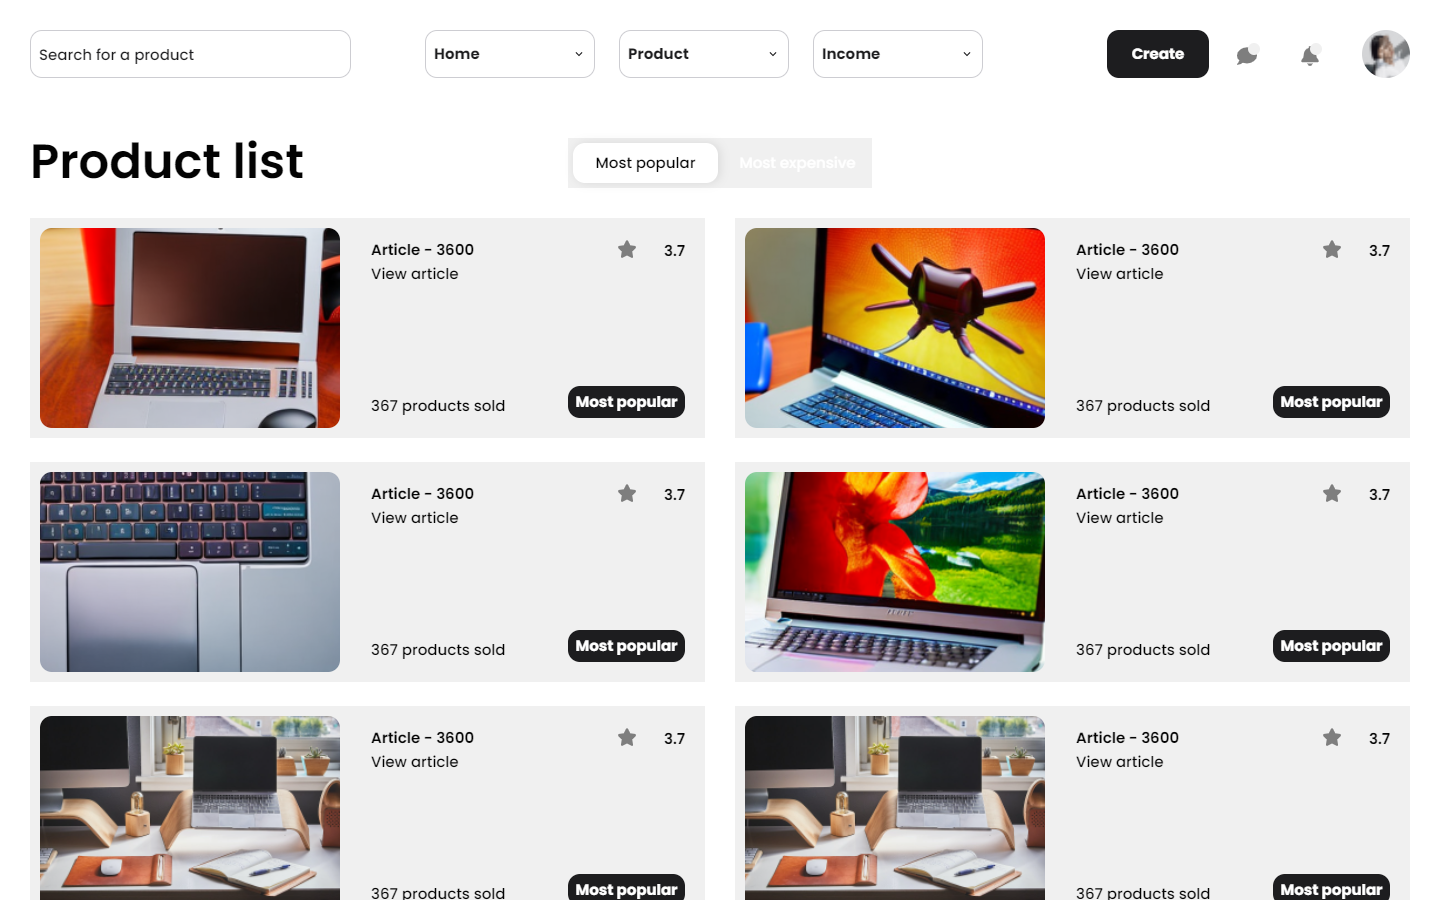 Search for a product
Home
Product
Income
Create
Product list
Most popular
Most expensive
Article - 3600
3.7
View article
367 products sold
Most popular
Article - 3600
3.7
View article
367 products sold
Most popular
Article - 3600
3.7
View article
367 products sold
Most popular
Article - 3600
3.7
View article
367 products sold
Most popular
Article - 3600
3.7
View article
367 products sold
Most popular
Article - 3600
3.7
View article
367 products sold
Most popular